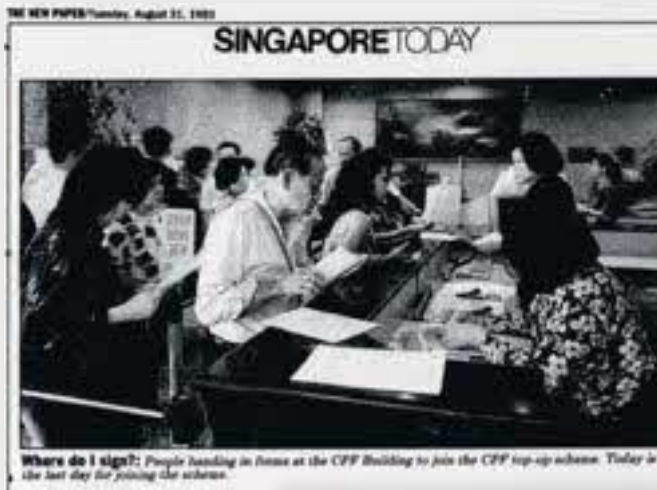 THE NEW PAPER/Tuesday, August 31, 1993
SINGAPORE TODAY
Where do I sign?: People handing in forms at the CPF Building to join the CPF top-up scheme. Today is
the last day for joining the scheme.